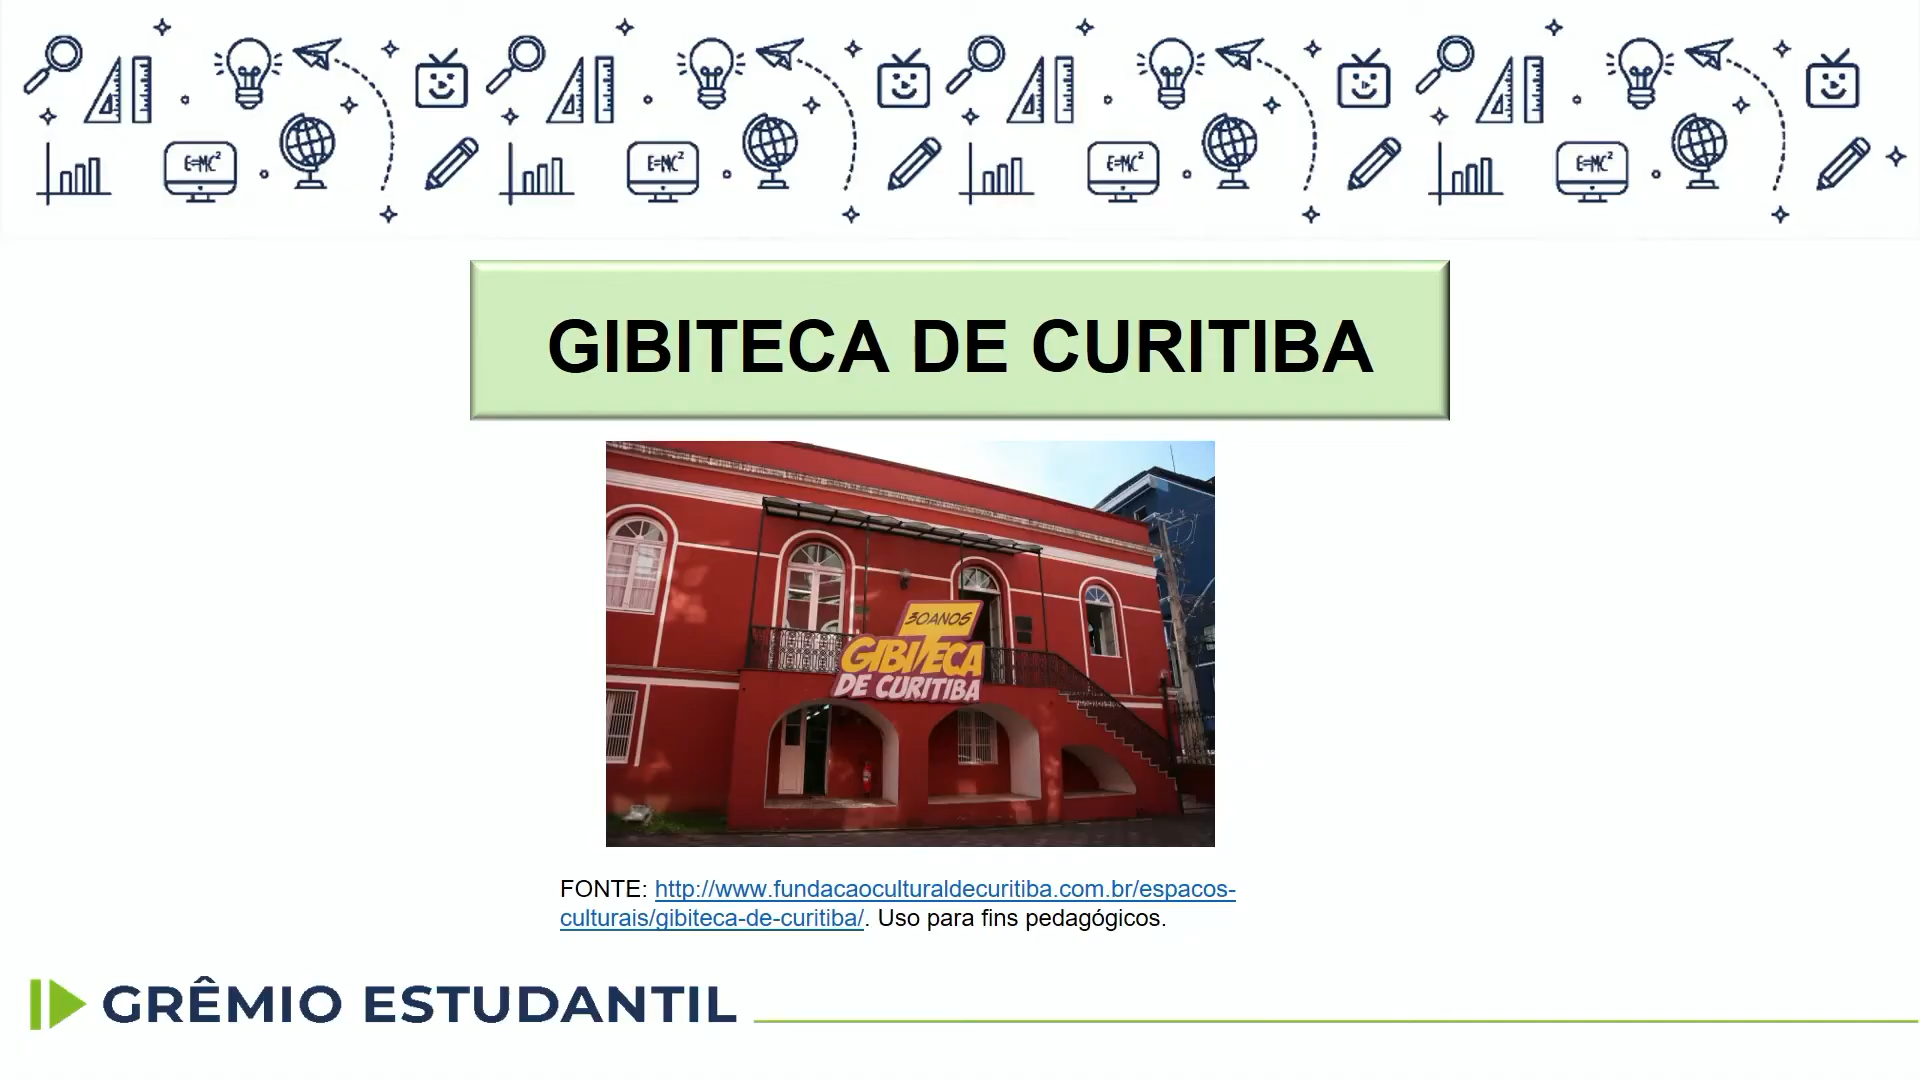 E=MC²
E=MC²
E=MC²
E=MC²
GIBITECA DE CURITIBA
30 ANOS
GIBITECA
DE CURITIBA
FONTE: http://www.fundacaoculturaldecuritiba.com.br/espacos-
culturais/gibiteca-de-curitiba/. Uso para fins pedagógicos.
GRÊMIO ESTUDANTIL